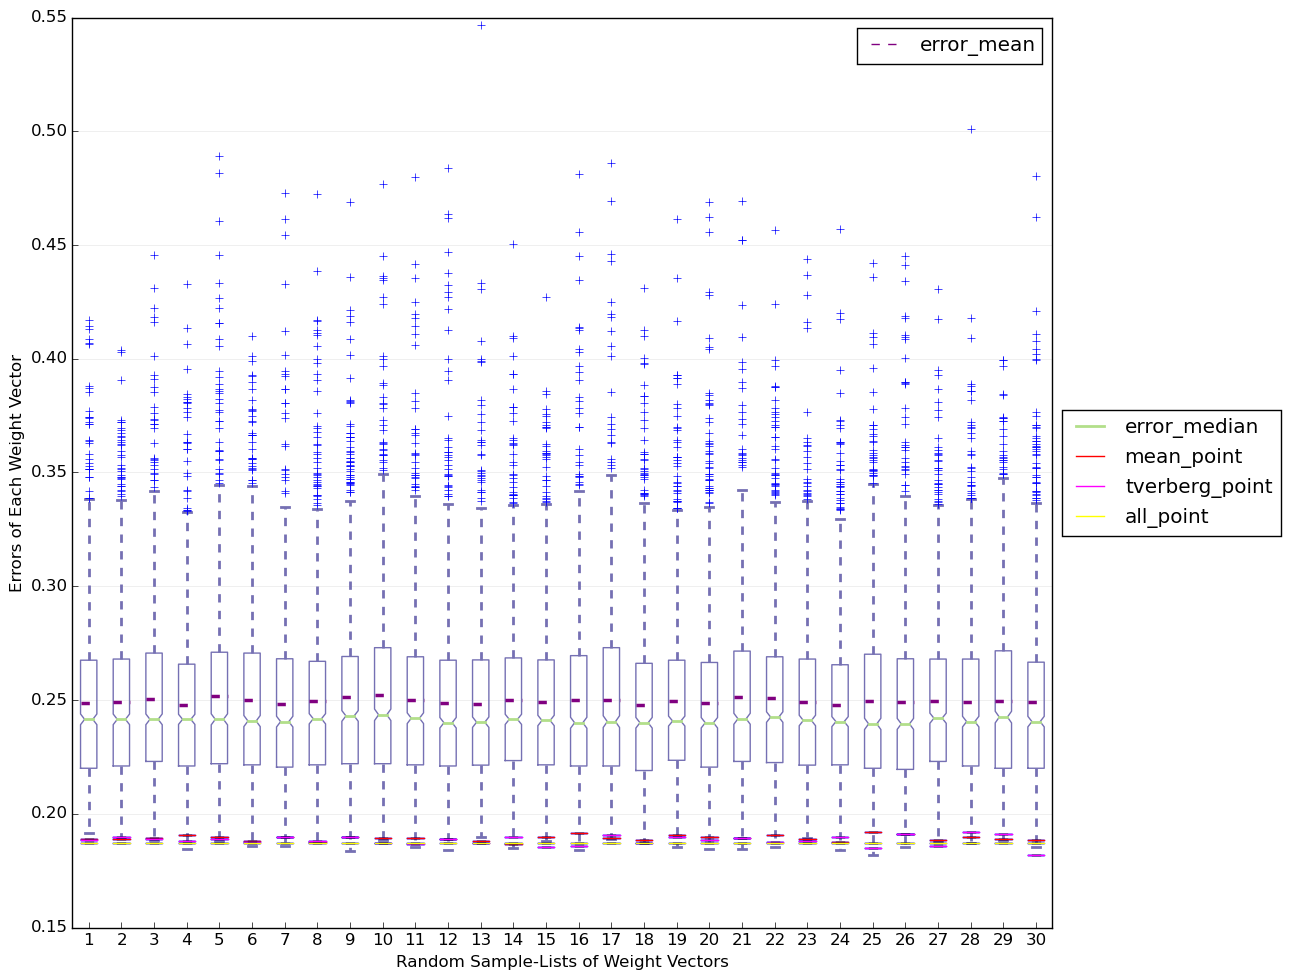 0.55
0.50
0.45
0.40
0.35
0.30
0.25
0.20
0.15
Errors of Each Weight Vector
error_mean
error_median
mean_point
tverberg_point
all_point
1 2 3 4 5 6 7 8 9 10 11 12 13 14 15 16 17 18 19 20 21 22 23 24 25 26 27 28 29 30
Random Sample-Lists of Weight Vectors